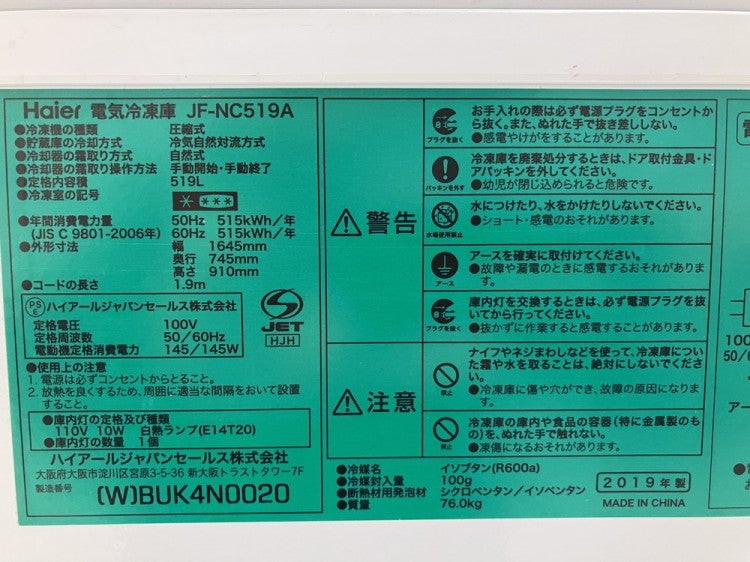 Haier 電気冷凍庫 JF-NC519A
●冷凍機の種類 圧縮式
●貯蔵庫の冷却方式 冷気自然対流方式
●冷却器の霜取り方式 自然式
●冷却器の霜取り操作方法 手動開始・手動終了
●定格内容積 519L
●冷凍室の記号
●年間消費電力量 50Hz 515kWh/年
(JIS C 9801-2006年) 60Hz 515kWh/年
●外形寸法 幅 1645mm
奥行 745mm
高さ 910mm
●コードの長さ 1.9m
PSE ハイアールジャパンセールス株式会社
定格電圧 100V
定格周波数 50/60Hz
電動機定格消費電力 145/145W
S JET
HJH
●使用上の注意
1. 電源は必ずコンセントからとること。
2. 放熱を良くするため、周囲に適当な間隔をおいて設置
すること。
●庫内灯の定格及び種類
110V 10W 白熱ランプ(E14T20)
●庫内灯の数量 1個
ハイアールジャパンセールス株式会社
大阪府大阪市淀川区宮原3-5-36 新大阪トラストタワー7F
製造番号 (W)BUK4N0020
警告
プラグを抜く
お手入れの際は必ず電源プラグをコンセント
から抜く。また、ぬれた手で抜き差ししない。
●感電やけがをすることがあります。
パッキンを外す
冷凍庫を廃棄処分するときは、ドア取付金具・ド
アパッキンを外してください。
●幼児が閉じ込められると危険です。
水場使用禁止
水につけたり、水をかけたりしないでください。
●ショート・感電のおそれがあります。
アース
アースを確実に取付けてください。
●故障や漏電のときに感電するおそれがありま
す。
プラグを抜く
庫内灯を交換するときは、必ず電源プラグを抜
いてから行ってください。
●抜かずに作業すると感電することがあります。
注意
禁止
ナイフやネジまわしなどを使って、冷凍庫につい
た霜や水を取ることは、絶対にしないでくださ
い。
●冷凍庫に傷や穴ができ、故障の原因になりま
す。
禁止
冷凍庫の庫内や食品の容器(特に金属製のも
の)を、ぬれた手で触れない。
●凍傷になるおそれがあります。
●冷媒名 イソブタン(R600a)
●冷媒封入量 100g
●断熱材用発泡材 シクロペンタン/イソペンタン
●質量 76.0kg
2019年製
MADE IN CHINA